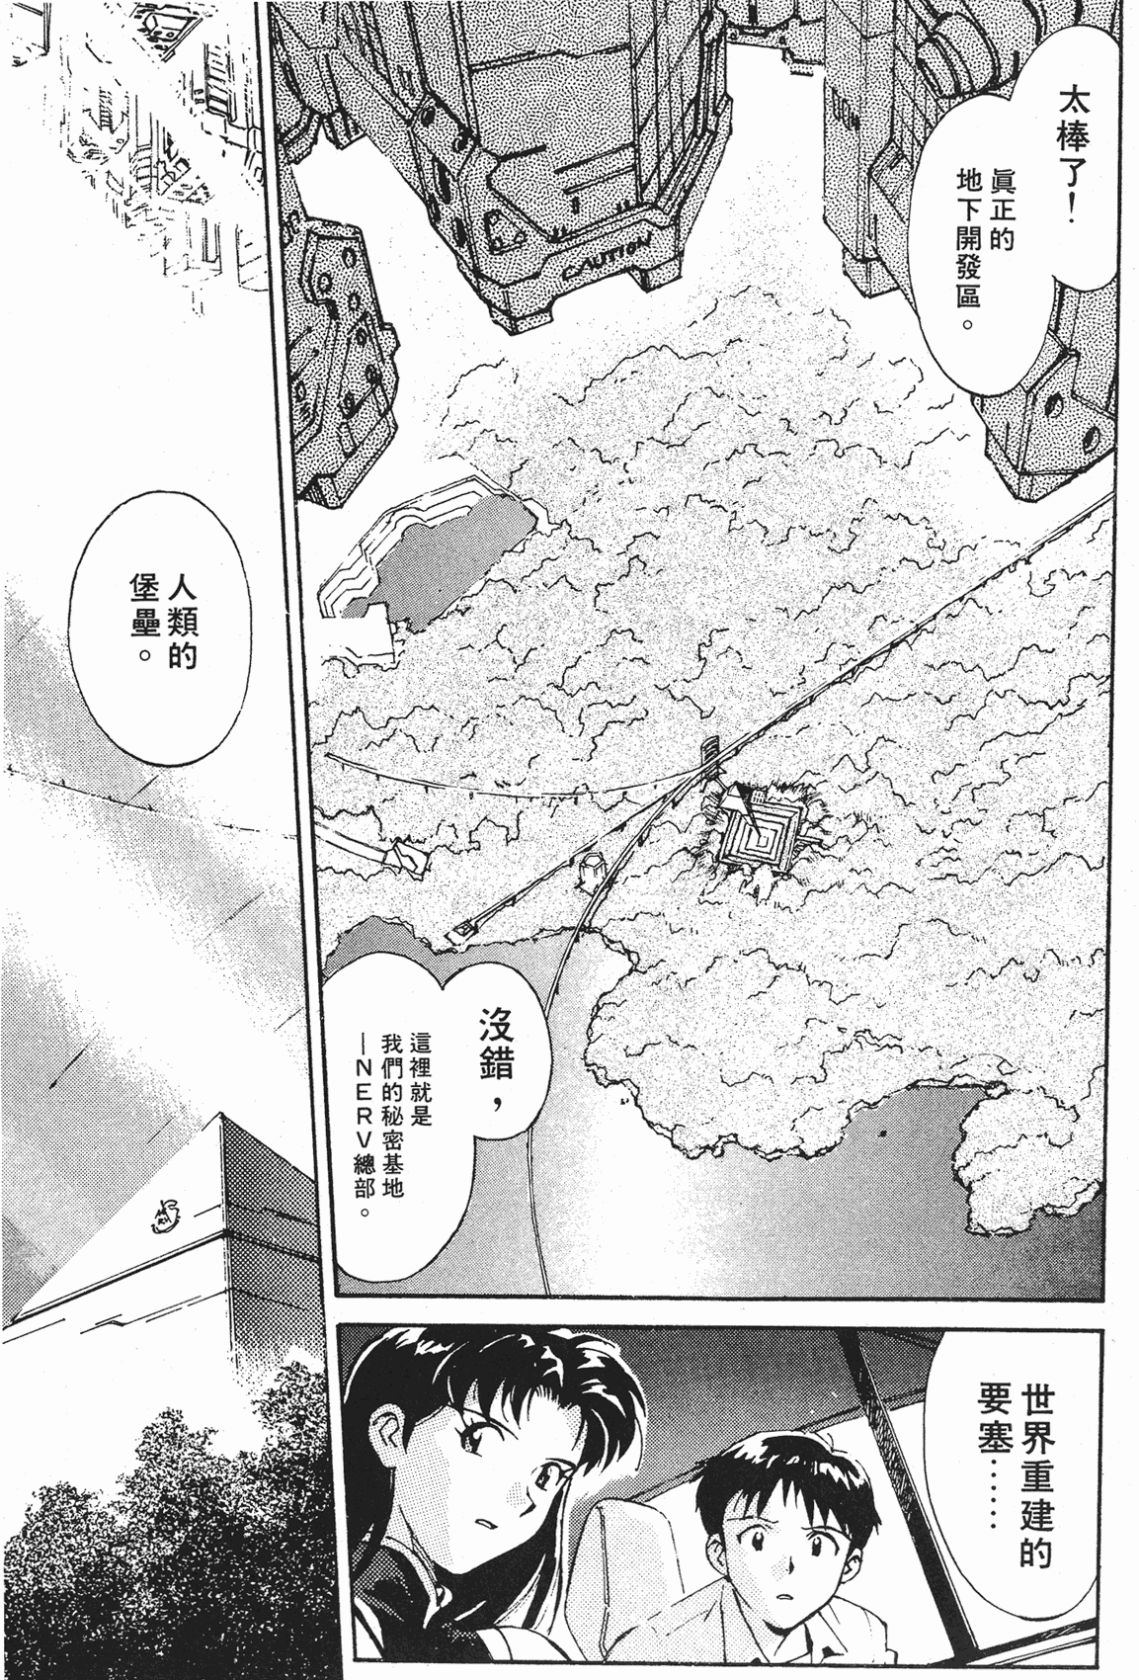 太棒了！
眞正的
地下開發區。
CAUTION
沒錯，
這裡就是
我們的秘密基地
—NERV總部。
世界重建的
要塞……
人類的
堡壘。